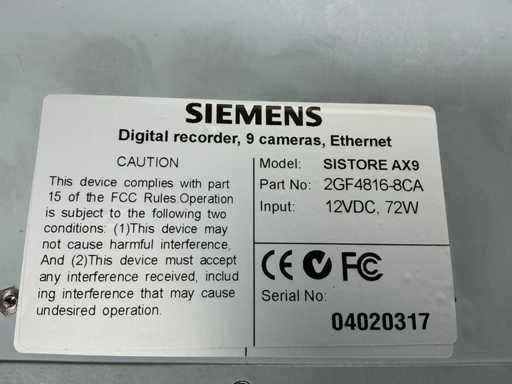 SIEMENS
Digital recorder, 9 cameras, Ethernet
CAUTION
This device complies with part
15 of the FCC Rules.Operation
is subject to the following two
conditions: (1)This device may
not cause harmful interference,
And (2)This device must accept
any interference received, includ
ing interference that may cause
undesired operation.
Model: SISTORE AX9
Part No: 2GF4816-8CA
Input: 12VDC, 72W
CE FC
Serial No:
04020317